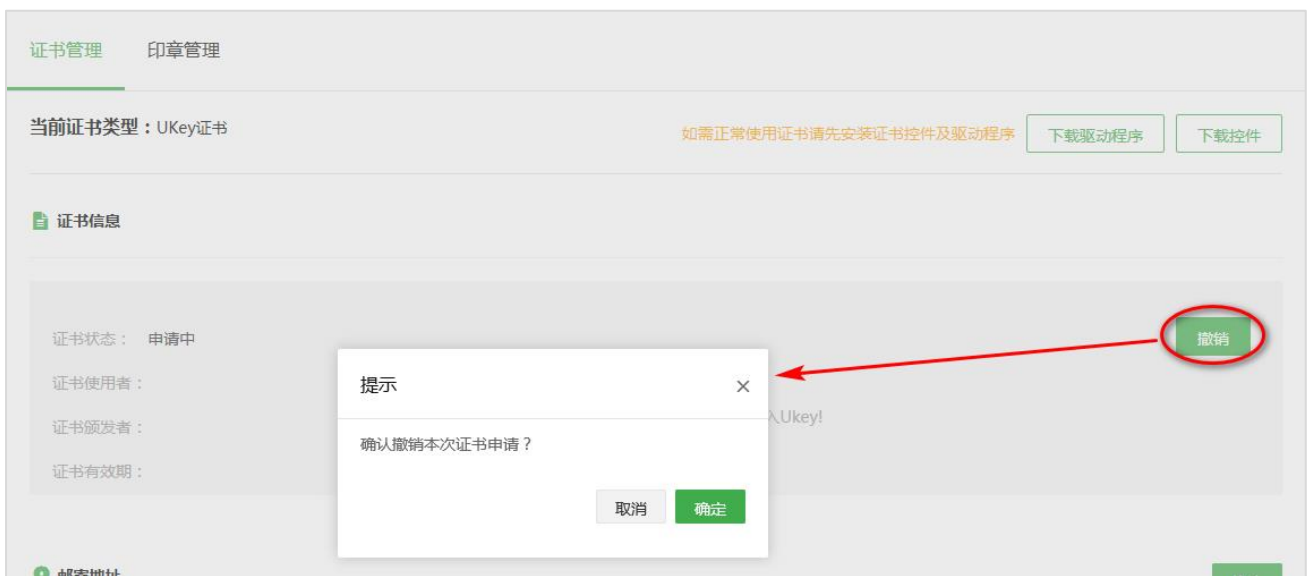 证书管理 印章管理
当前证书类型：UKey证书 如需正常使用证书请先安装证书控件及驱动程序 下载驱动程序 下载控件
证书信息
证书状态： 申请中 撤销
证书使用者：
证书颁发者：
证书有效期：
入Ukey!
提示
确认撤销本次证书申请？
取消 确定
邮寄地址